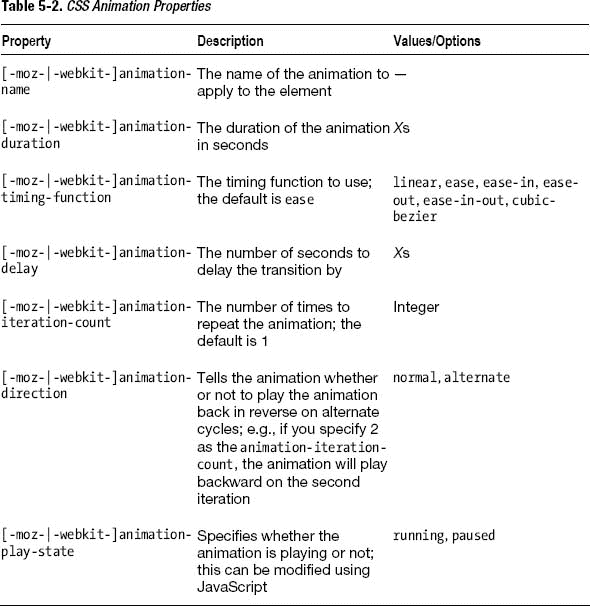 Table 5-2. CSS Animation Properties
Property Description Values/Options
[-moz-|-webkit-]animation- The name of the animation to —
name apply to the element
[-moz-|-webkit-]animation- The duration of the animation Xs
duration in seconds
[-moz-|-webkit-]animation- The timing function to use; linear, ease, ease-in, ease-
timing-function the default is ease out, ease-in-out, cubic-
bezier
[-moz-|-webkit-]animation- The number of seconds to Xs
delay delay the transition by
[-moz-|-webkit-]animation- The number of times to Integer
iteration-count repeat the animation; the
default is 1
[-moz-|-webkit-]animation- Tells the animation whether normal, alternate
direction or not to play the animation
back in reverse on alternate
cycles; e.g., if you specify 2
as the animation-iteration-
count, the animation will play
backward on the second
iteration
[-moz-|-webkit-]animation- Specifies whether the running, paused
play-state animation is playing or not;
this can be modified using
JavaScript